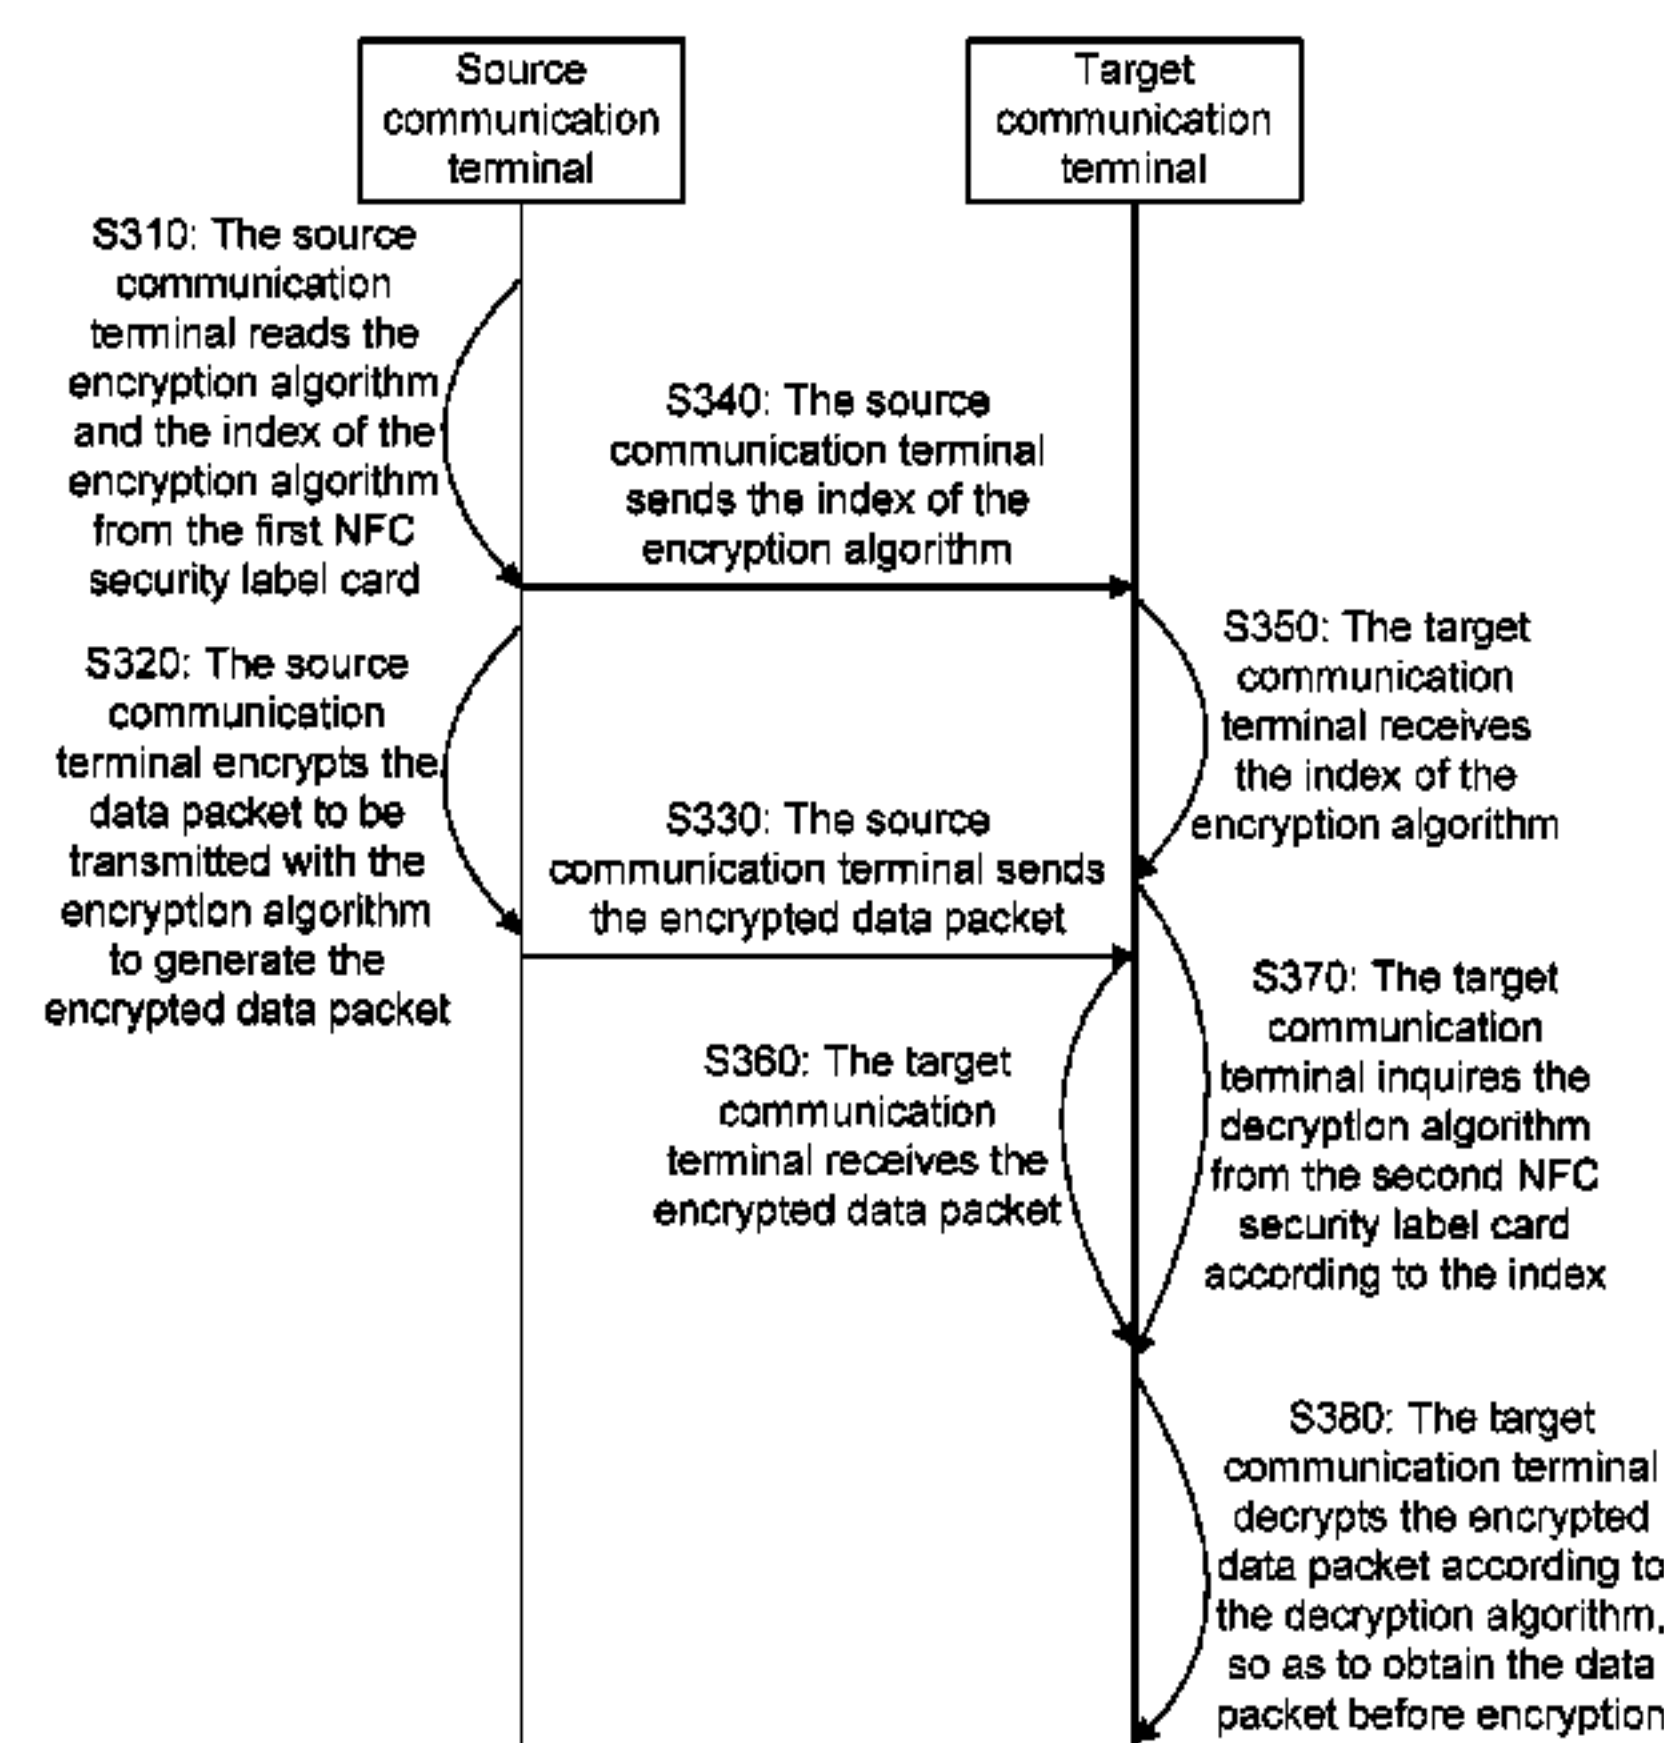 Source
communication
terminal
Target
communication
terminal
S310: The source
communication
terminal reads the
encryption algorithm
and the index of the
encryption algorithm
from the first NFC
security label card
S340: The source
communication terminal
sends the index of the
encryption algorithm
S320: The source
communication
terminal encrypts the
data packet to be
transmitted with the
encryption algorithm
to generate the
encrypted data packet
S350: The target
communication
terminal receives
the index of the
encryption algorithm
S330: The source
communication terminal sends
the encrypted data packet
S360: The target
communication
terminal receives the
encrypted data packet
S370: The target
communication
terminal inquires the
decryption algorithm
from the second NFC
security label card
according to the index
S380: The target
communication terminal
decrypts the encrypted
data packet according to
the decryption algorithm,
so as to obtain the data
packet before encryption